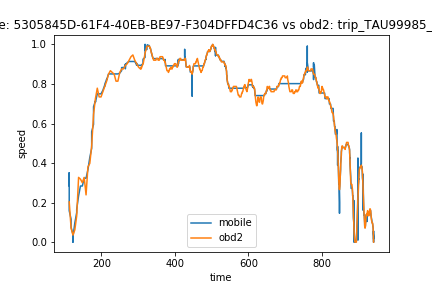 e: 5305845D-61F4-40EB-BE97-F304DFFD4C36 vs obd2: trip_TAU99985_
1.0
0.8
0.6
0.4
0.2
0.0
speed
mobile
obd2
200 400 600 800
time